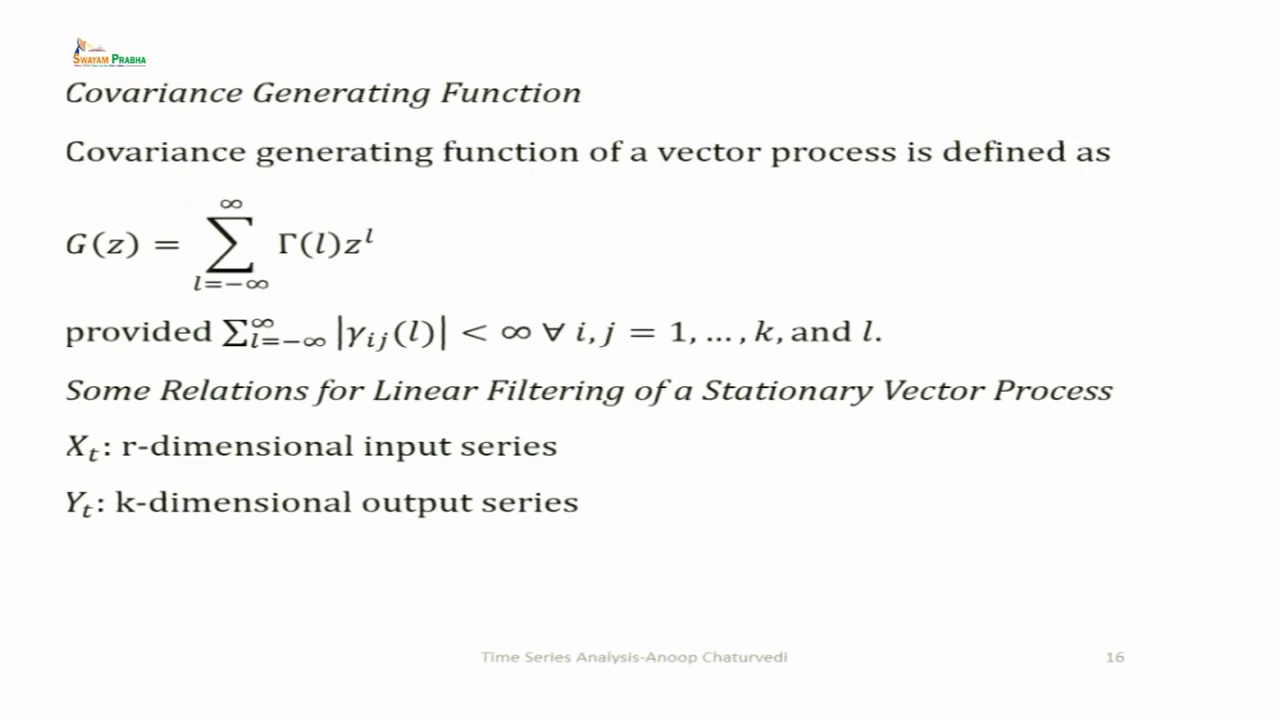 SWAYAM PRABHA
Covariance Generating Function
Covariance generating function of a vector process is defined as
G(z) = ∑_{l=−∞}^{∞} Γ(l)z^l
provided ∑_{l=−∞}^{∞} |γ_{ij}(l)| < ∞ ∀ i, j = 1, ..., k, and l.
Some Relations for Linear Filtering of a Stationary Vector Process
X_t: r-dimensional input series
Y_t: k-dimensional output series
Time Series Analysis-Anoop Chaturvedi 16